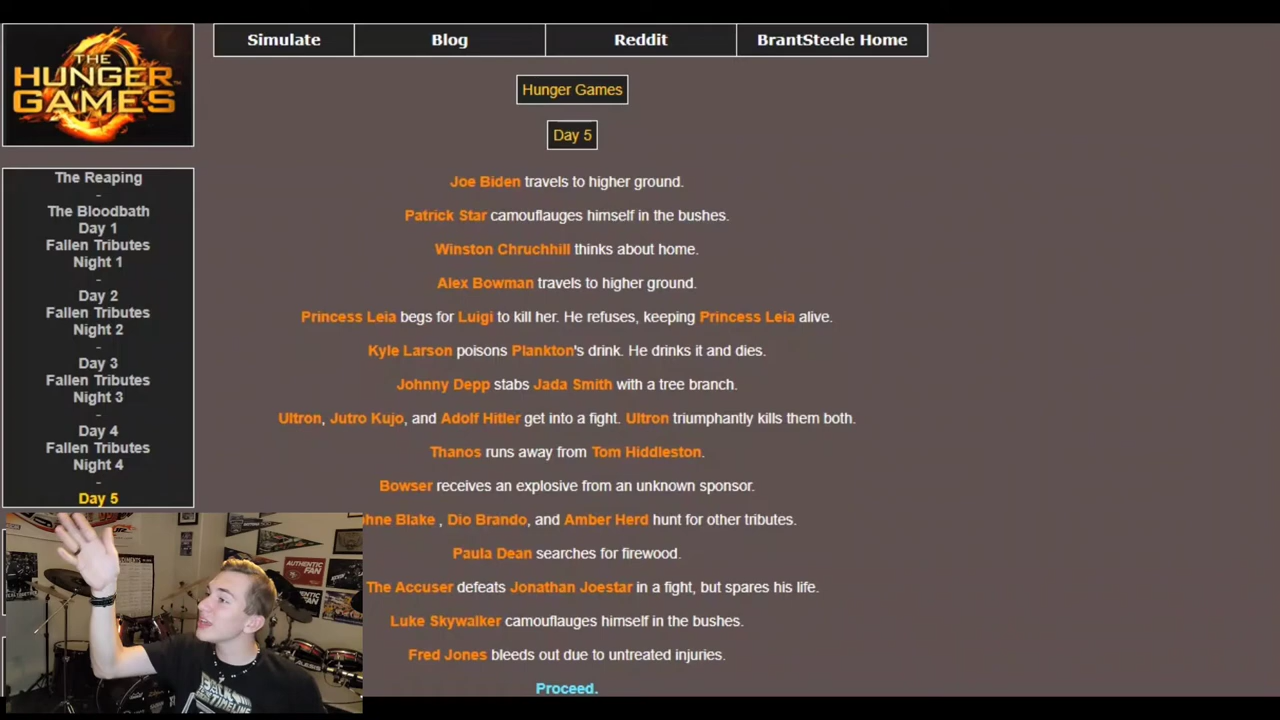 THE
HUNGER
GAMES
Simulate Blog Reddit BrantSteele Home
Hunger Games
Day 5
The Reaping
-
The Bloodbath
Day 1
Fallen Tributes
Night 1
-
Day 2
Fallen Tributes
Night 2
-
Day 3
Fallen Tributes
Night 3
-
Day 4
Fallen Tributes
Night 4
-
Day 5
Joe Biden travels to higher ground.
Patrick Star camouflauges himself in the bushes.
Winston Chruchhill thinks about home.
Alex Bowman travels to higher ground.
Princess Leia begs for Luigi to kill her. He refuses, keeping Princess Leia alive.
Kyle Larson poisons Plankton's drink. He drinks it and dies.
Johnny Depp stabs Jada Smith with a tree branch.
Ultron, Jutro Kujo, and Adolf Hitler get into a fight. Ultron triumphantly kills them both.
Thanos runs away from Tom Hiddleston.
Bowser receives an explosive from an unknown sponsor.
hne Blake , Dio Brando, and Amber Herd hunt for other tributes.
Paula Dean searches for firewood.
The Accuser defeats Jonathan Joestar in a fight, but spares his life.
Luke Skywalker camouflauges himself in the bushes.
Fred Jones bleeds out due to untreated injuries.
Proceed.
AUTHENTIC
FAN